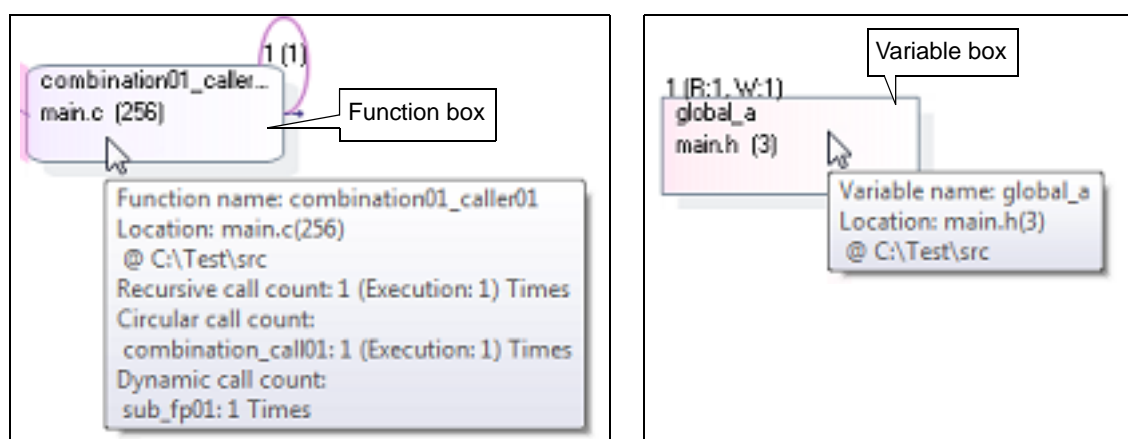 1 (1)
combination01_caller...
main.c (256)
Function box
Function name: combination01_caller01
Location: main.c(256)
@ C:\Test\src
Recursive call count: 1 (Execution: 1) Times
Circular call count:
combination_call01: 1 (Execution: 1) Times
Dynamic call count:
sub_fp01: 1 Times
Variable box
1 (R:1, W:1)
global_a
main.h (3)
Variable name: global_a
Location: main.h(3)
@ C:\Test\src